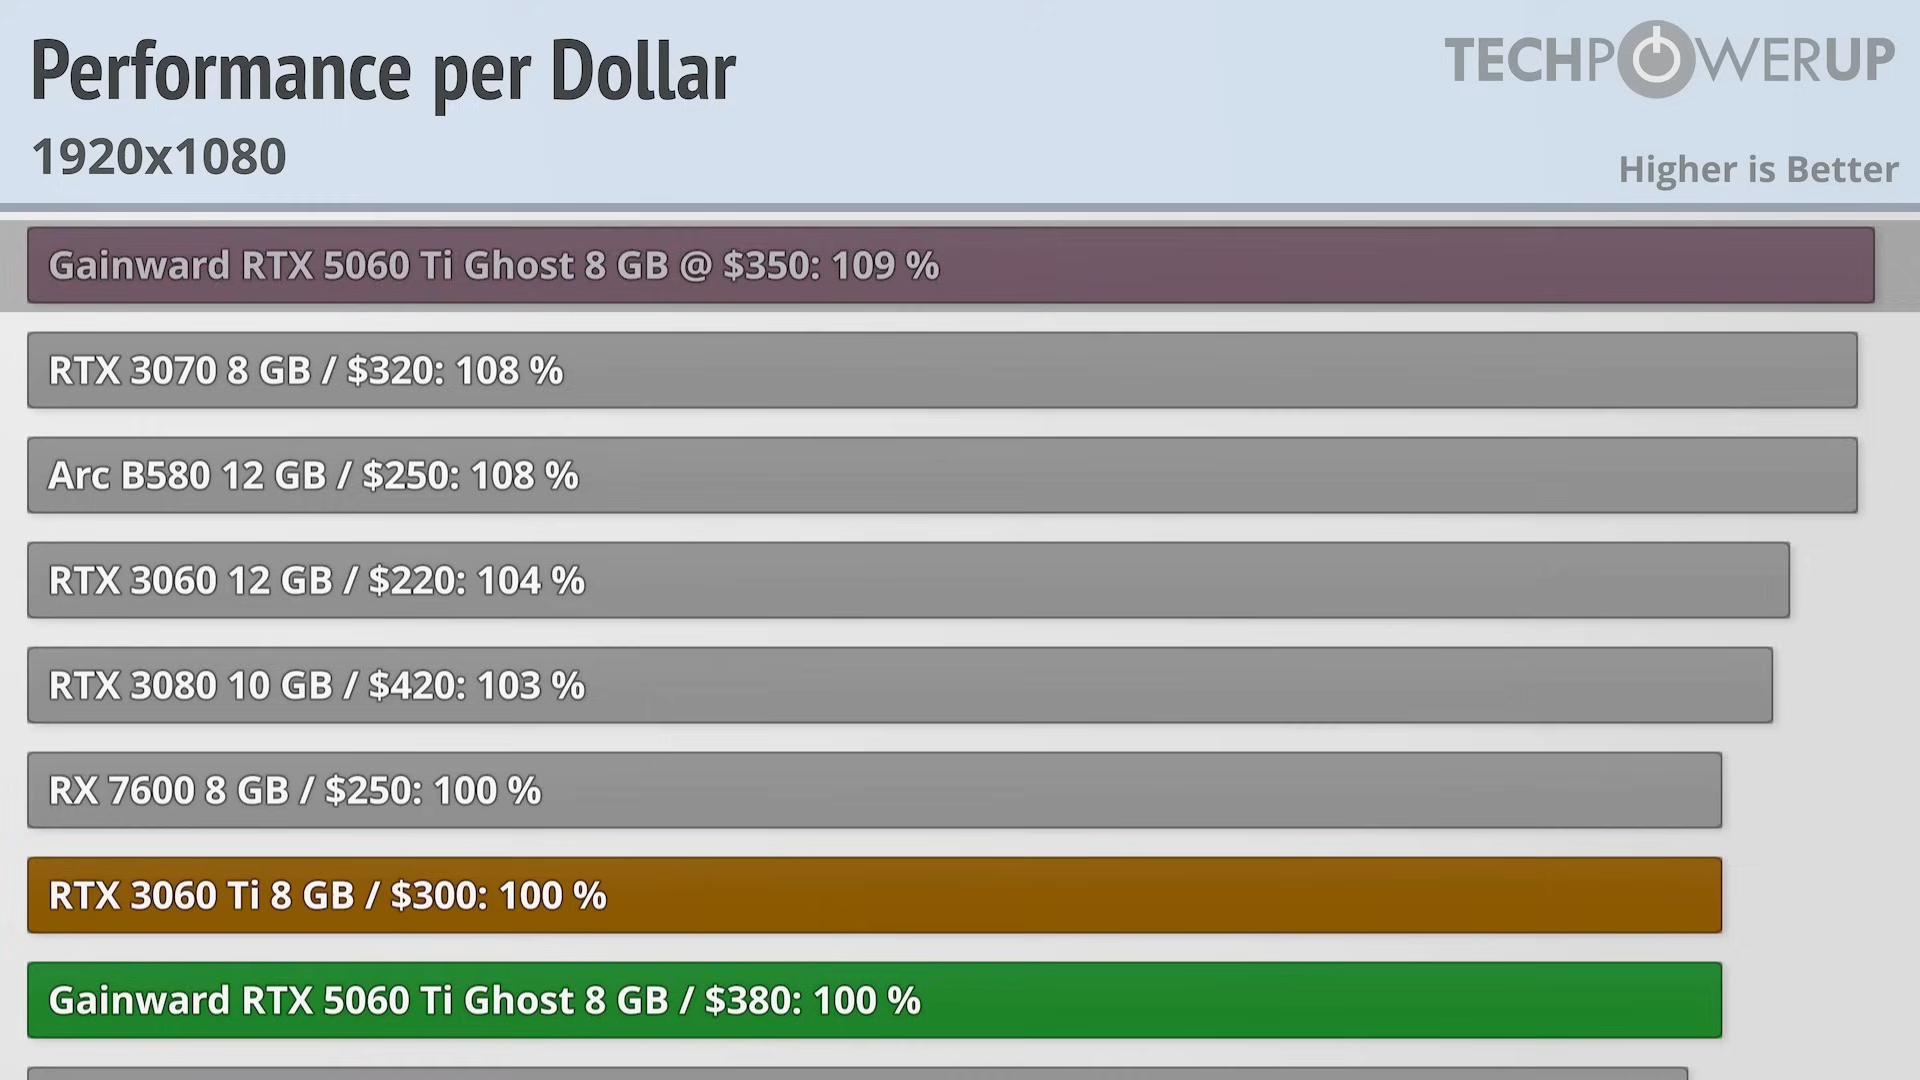 Performance per Dollar
TECHPOWERUP
1920x1080
Higher is Better
Gainward RTX 5060 Ti Ghost 8 GB @ $350: 109 %
RTX 3070 8 GB / $320: 108 %
Arc B580 12 GB / $250: 108 %
RTX 3060 12 GB / $220: 104 %
RTX 3080 10 GB / $420: 103 %
RX 7600 8 GB / $250: 100 %
RTX 3060 Ti 8 GB / $300: 100 %
Gainward RTX 5060 Ti Ghost 8 GB / $380: 100 %